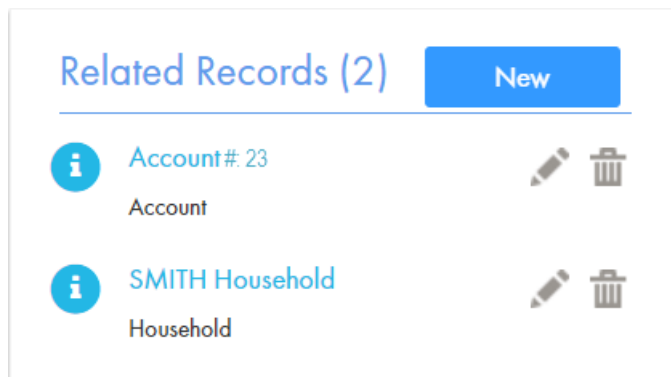 Related Records (2)
New
Account #: 23
Account
SMITH Household
Household